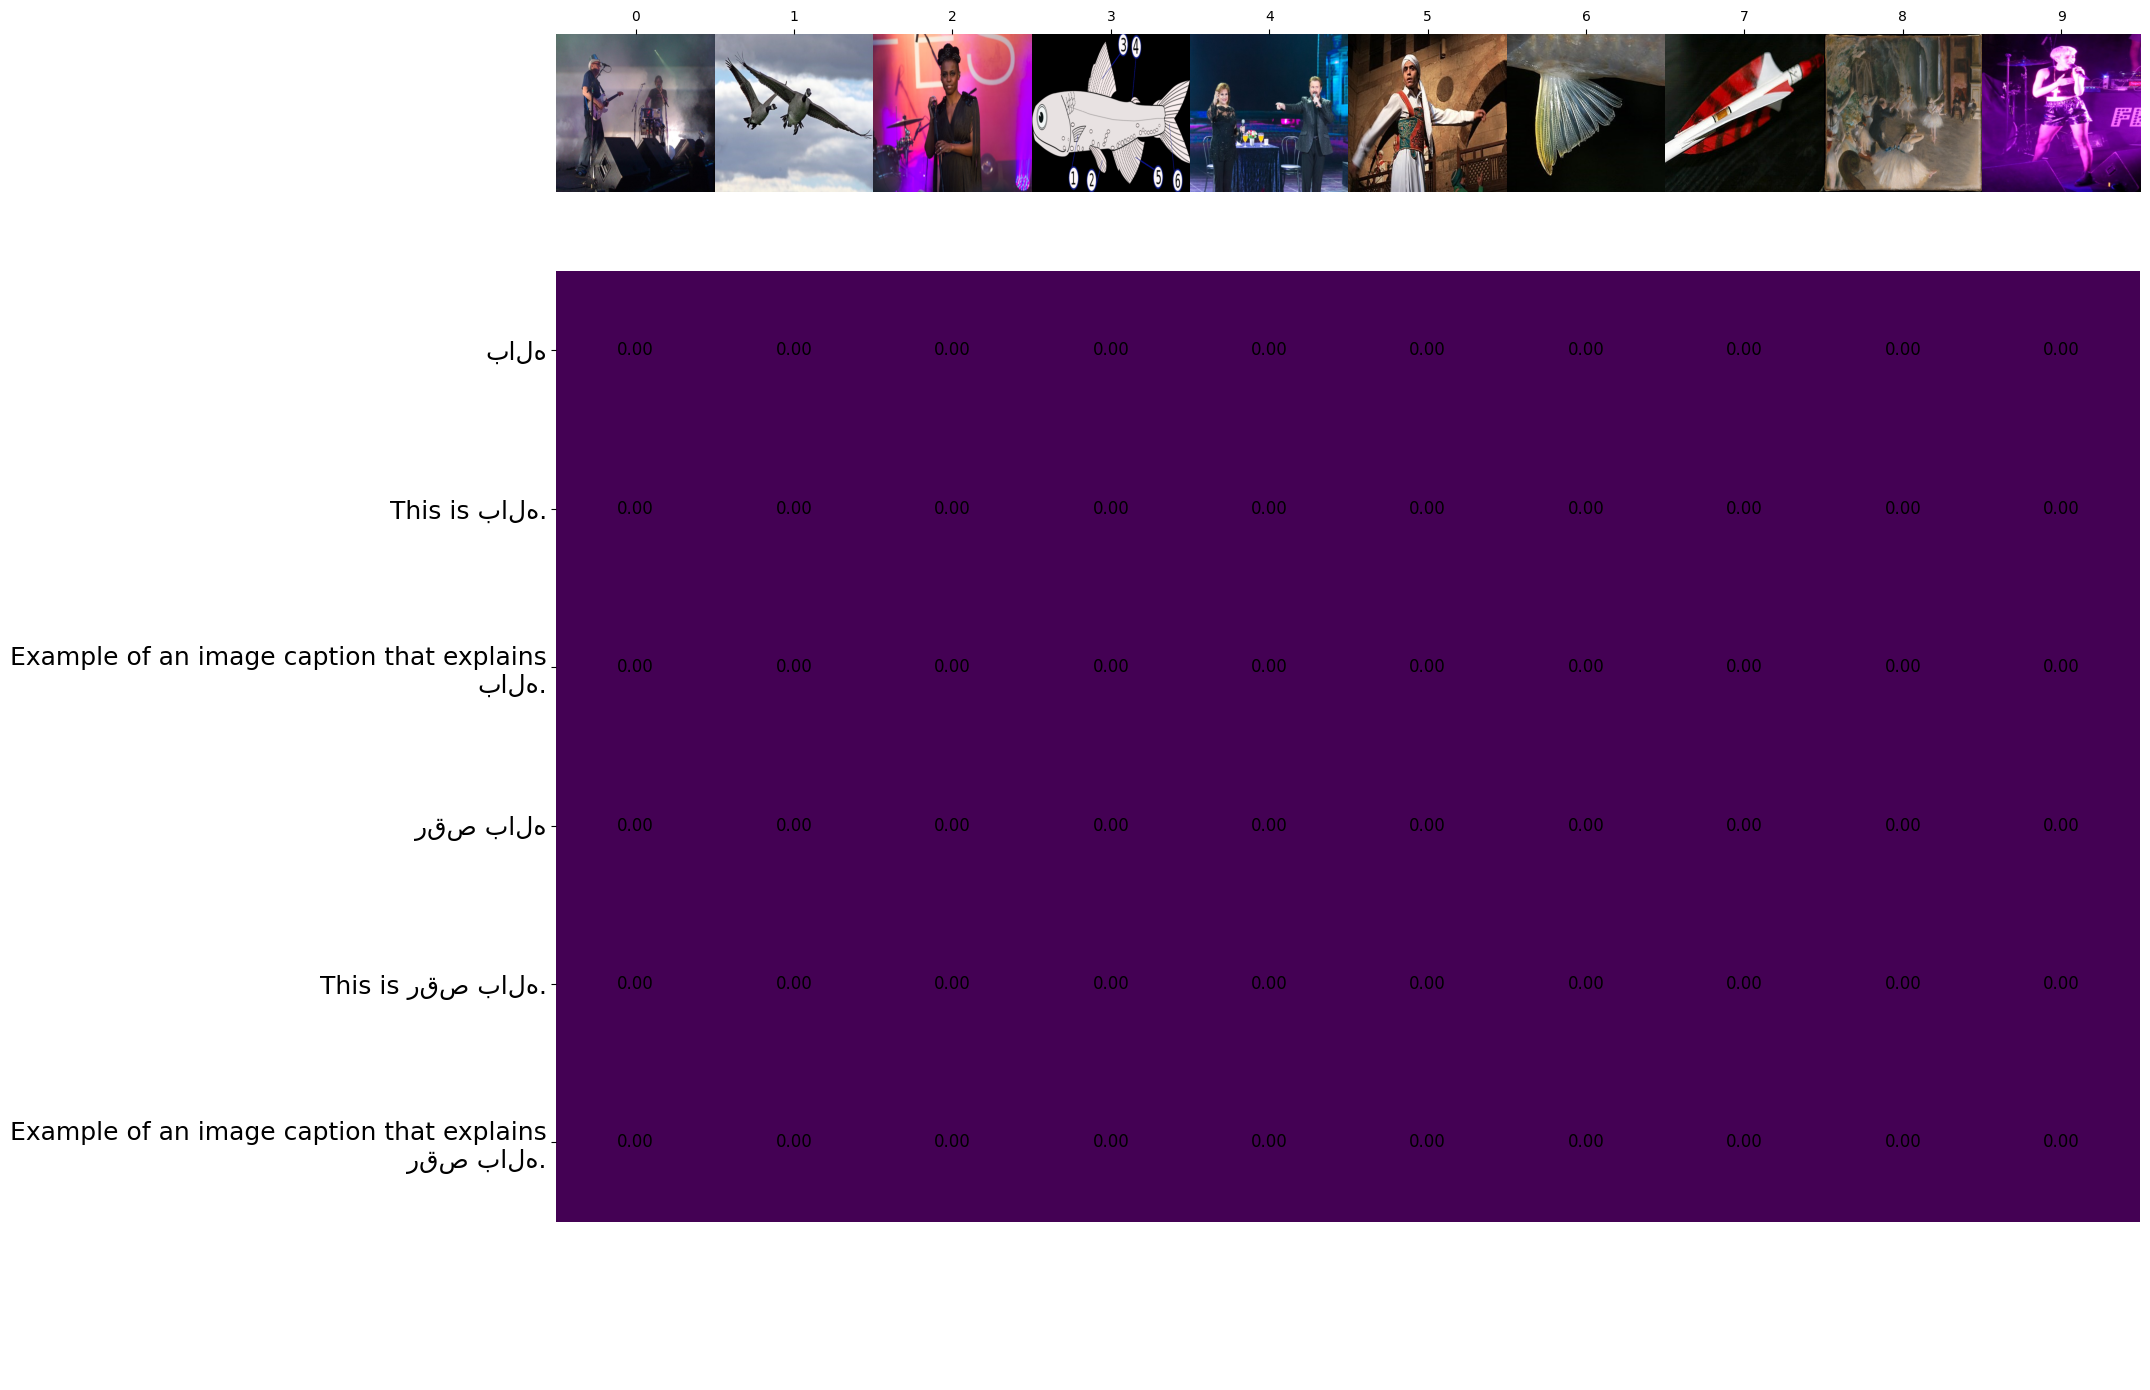 0 1 2 3 4 5 6 7 8 9
ES
3 4
1 2 5 6
باله 0.00 0.00 0.00 0.00 0.00 0.00 0.00 0.00 0.00 0.00
This is باله. 0.00 0.00 0.00 0.00 0.00 0.00 0.00 0.00 0.00 0.00
Example of an image caption that explains
باله. 0.00 0.00 0.00 0.00 0.00 0.00 0.00 0.00 0.00 0.00
رقص باله 0.00 0.00 0.00 0.00 0.00 0.00 0.00 0.00 0.00 0.00
This is رقص باله. 0.00 0.00 0.00 0.00 0.00 0.00 0.00 0.00 0.00 0.00
Example of an image caption that explains
رقص باله. 0.00 0.00 0.00 0.00 0.00 0.00 0.00 0.00 0.00 0.00